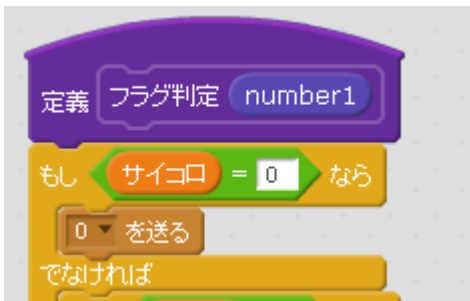 定義 フラグ判定 number1
もし サイコロ = 0 なら
0 を送る
でなければ